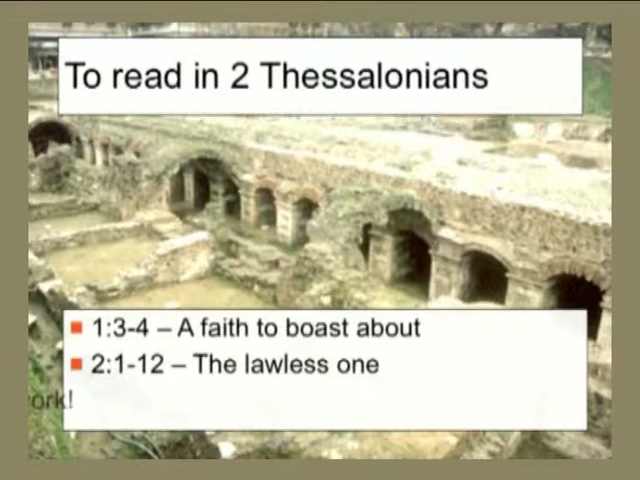 To read in 2 Thessalonians
1:3-4 – A faith to boast about
2:1-12 – The lawless one
ork!